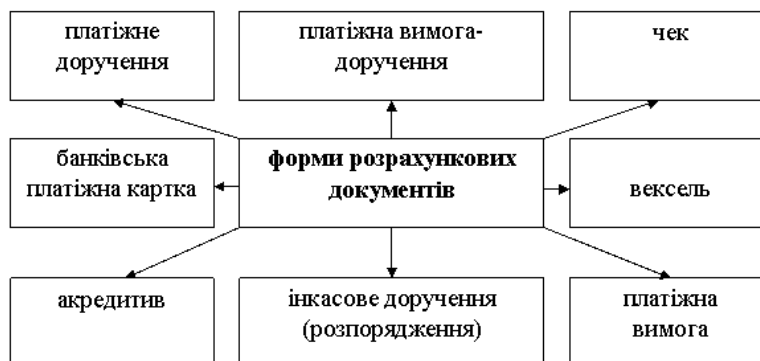 платіжне
доручення
платіжна вимога-
доручення
чек
банківська
платіжна картка
форми розрахункових
документів
вексель
акредитив
інкасове доручення
(розпорядження)
платіжна
вимога